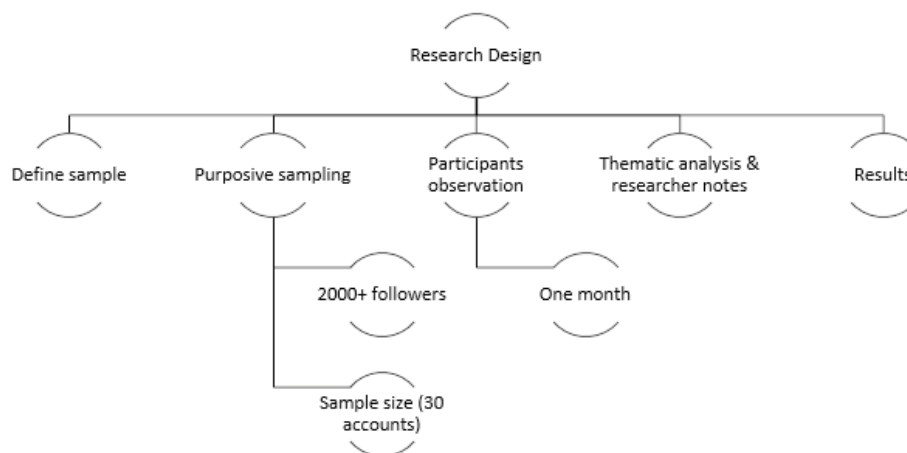 Research Design
Define sample
Purposive sampling
Participants
observation
Thematic analysis &
researcher notes
Results
2000+ followers
One month
Sample size (30
accounts)